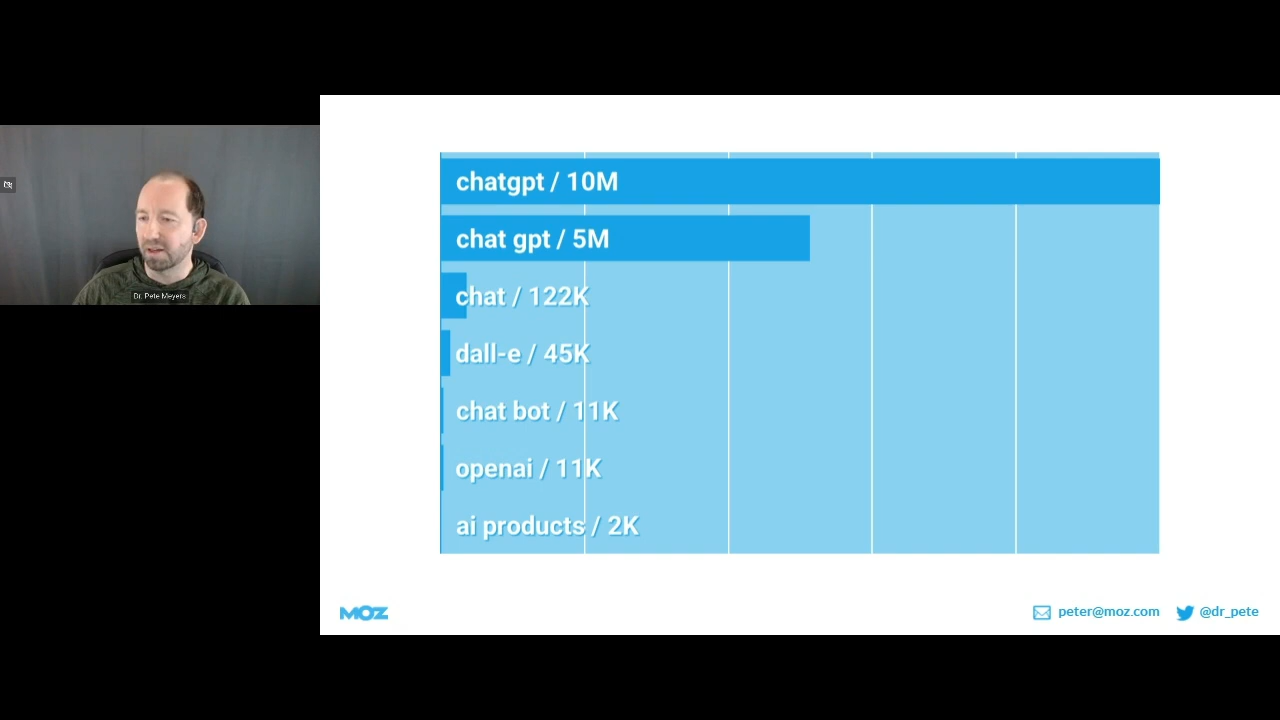 chatgpt / 10M
chat gpt / 5M
chat / 122K
dall-e / 45K
chat bot / 11K
openai / 11K
ai products / 2K
Dr. Pete Meyers
MOZ
peter@moz.com
@dr_pete